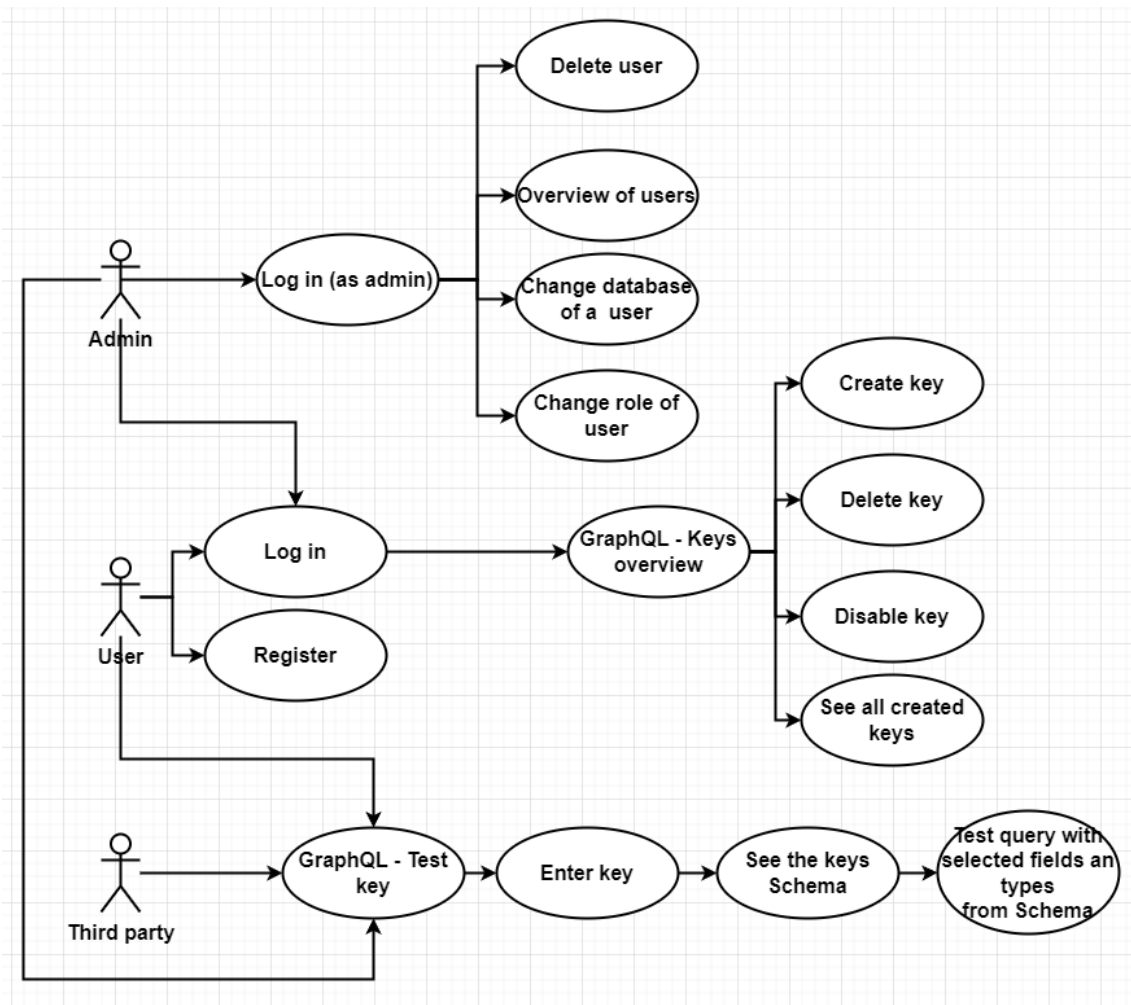 Delete user
Overview of users
Log in (as admin)
Change database
of a user
Admin
Change role of
user
Create key
Delete key
Log in
GraphQL - Keys
overview
Disable key
User
Register
See all created
keys
GraphQL - Test
key
Enter key
See the keys
Schema
Test query with
selected fields an
types
from Schema
Third party